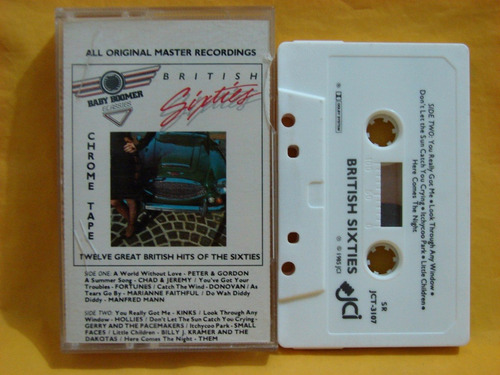 ALL ORIGINAL MASTER RECORDINGS
BABY BOOMER
CLASSICS
BRITISH
Sixties
CHROME TAPE
TWELVE GREAT BRITISH HITS OF THE SIXTIES
SIDE ONE: A World Without Love - PETER & GORDON
A Summer Song - CHAD & JEREMY / You've Got Your
Troubles - FORTUNES / Catch The Wind - DONOVAN / As
Tears Go By - MARIANNE FAITHFUL / Do Wah Diddy
Diddy - MANFRED MANN
SIDE TWO: You Really Got Me - KINKS / Look Through Any
Window - HOLLIES / Don't Let The Sun Catch You Crying -
GERRY AND THE PACEMAKERS / Itchycoo Park - SMALL
FACES / Little Children - BILLY J. KRAMER AND THE
DAKOTAS / Here Comes The Night - THEM
SIDE TWO: You Really Got Me • Look Through Any Window •
Don't Let the Sun Catch You Crying • Itchycoo Park • Little Children •
Here Comes The Night
BRITISH SIXTIES
℗ © 1985 JCI
JCI
SR
JCT-3107